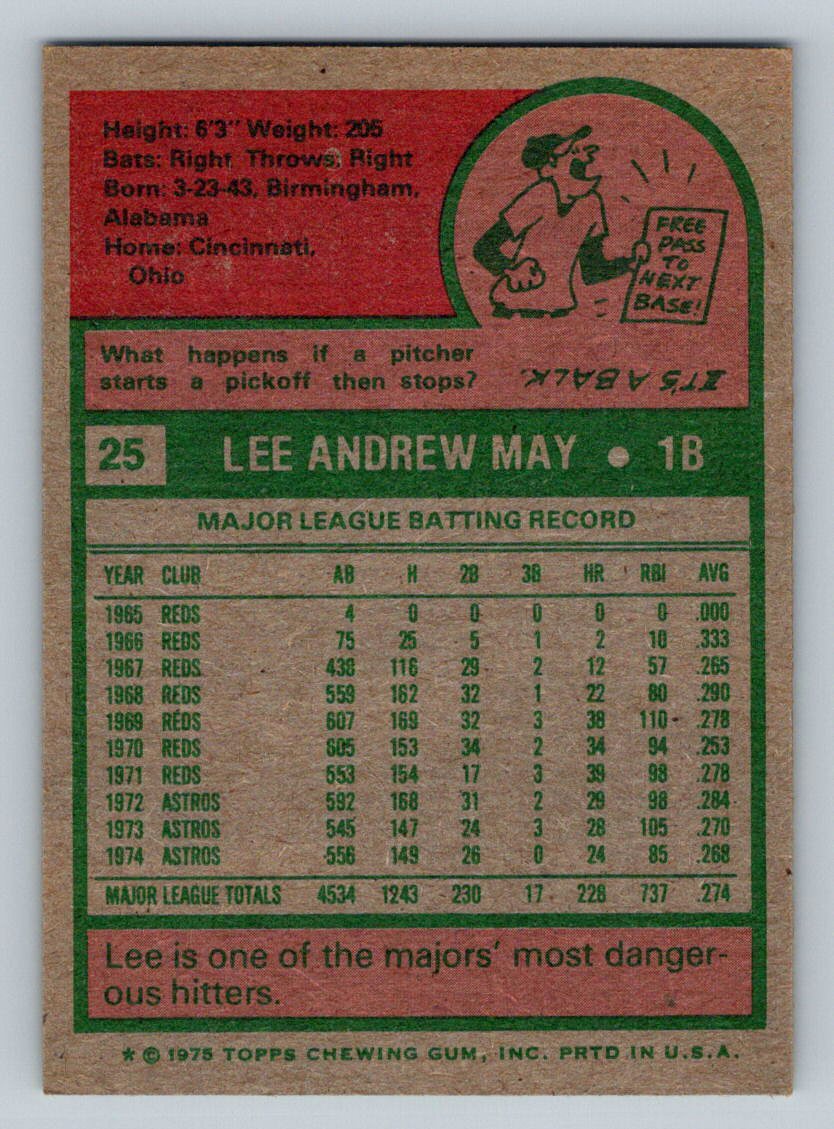 Height: 6'3" Weight: 205
Bats: Right Throws: Right
Born: 3-23-43, Birmingham,
Alabama
Home: Cincinnati,
Ohio
FREE
PASS
TO
NEXT
BASE!
What happens if a pitcher
starts a pickoff then stops?
IT'S A BALK.
25 LEE ANDREW MAY • 1B
MAJOR LEAGUE BATTING RECORD
YEAR CLUB AB H 2B 3B HR RBI AVG
1965 REDS 4 0 0 0 0 0 .000
1966 REDS 75 25 5 1 2 10 .333
1967 REDS 438 116 29 2 12 57 .265
1968 REDS 559 162 32 1 22 80 .290
1969 REDS 607 169 32 3 38 110 .278
1970 REDS 605 153 34 2 34 94 .253
1971 REDS 553 154 17 3 39 98 .278
1972 ASTROS 592 168 31 2 29 98 .284
1973 ASTROS 545 147 24 3 28 105 .270
1974 ASTROS 556 149 26 0 24 85 .268
MAJOR LEAGUE TOTALS 4534 1243 230 17 228 737 .274
Lee is one of the majors' most danger-
ous hitters.
* © 1975 TOPPS CHEWING GUM, INC. PRTD IN U.S.A.